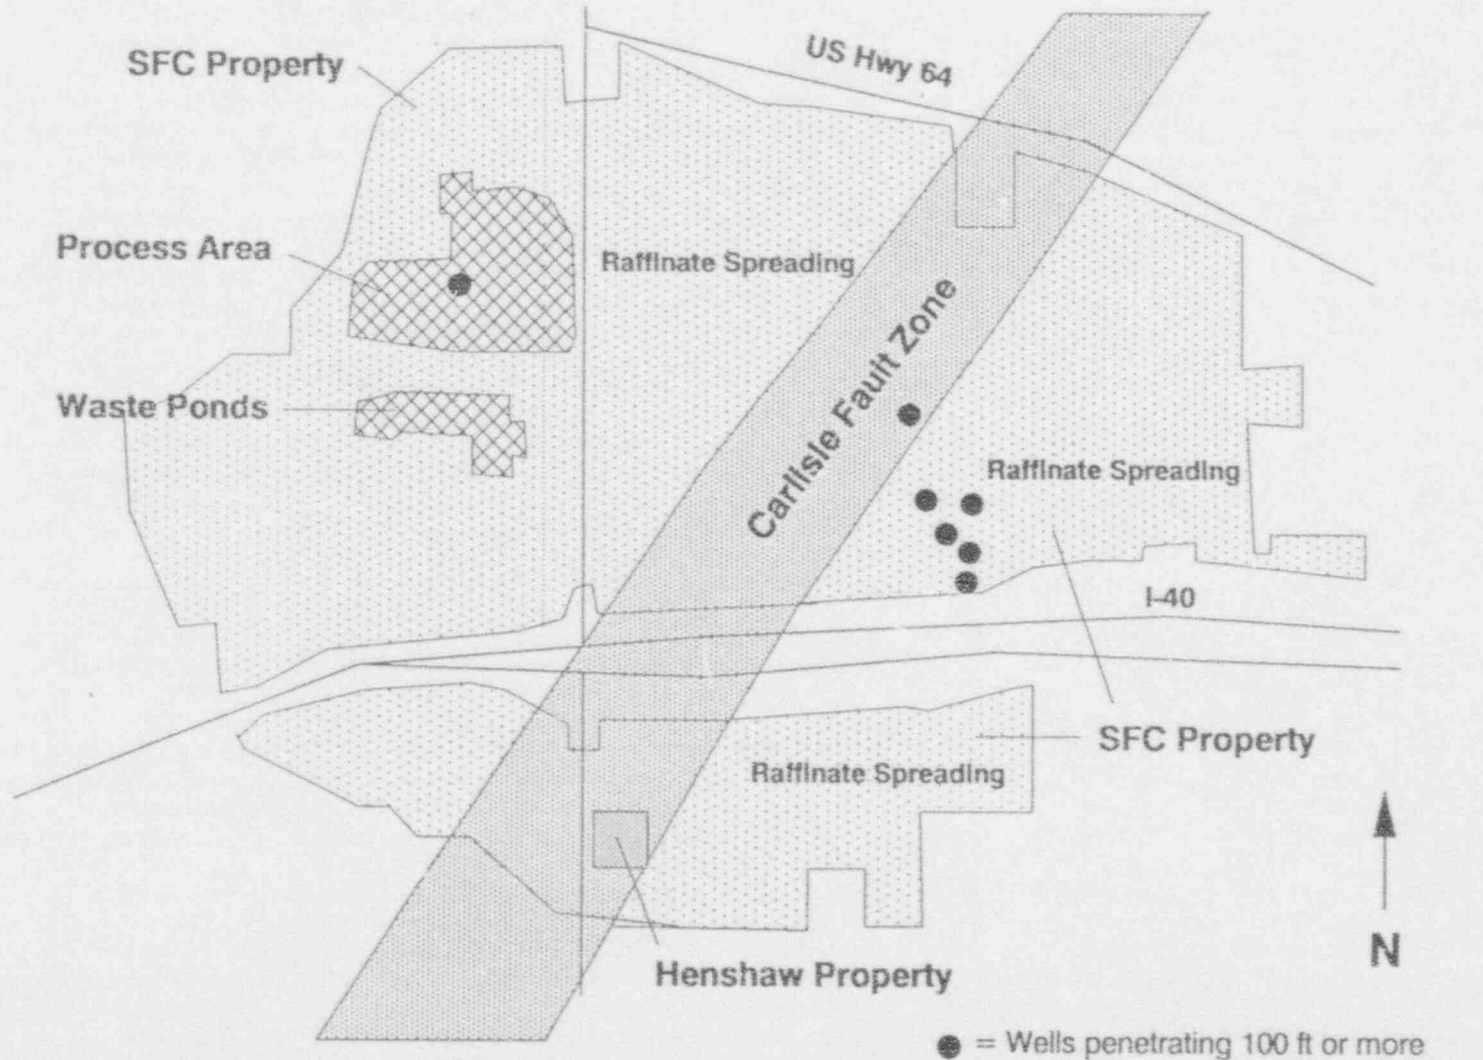 US Hwy 64
SFC Property
Process Area
Raffinate Spreading
Waste Ponds
Carlisle Fault Zone
Raffinate Spreading
I-40
SFC Property
Raffinate Spreading
Henshaw Property
N
= Wells penetrating 100 ft or more